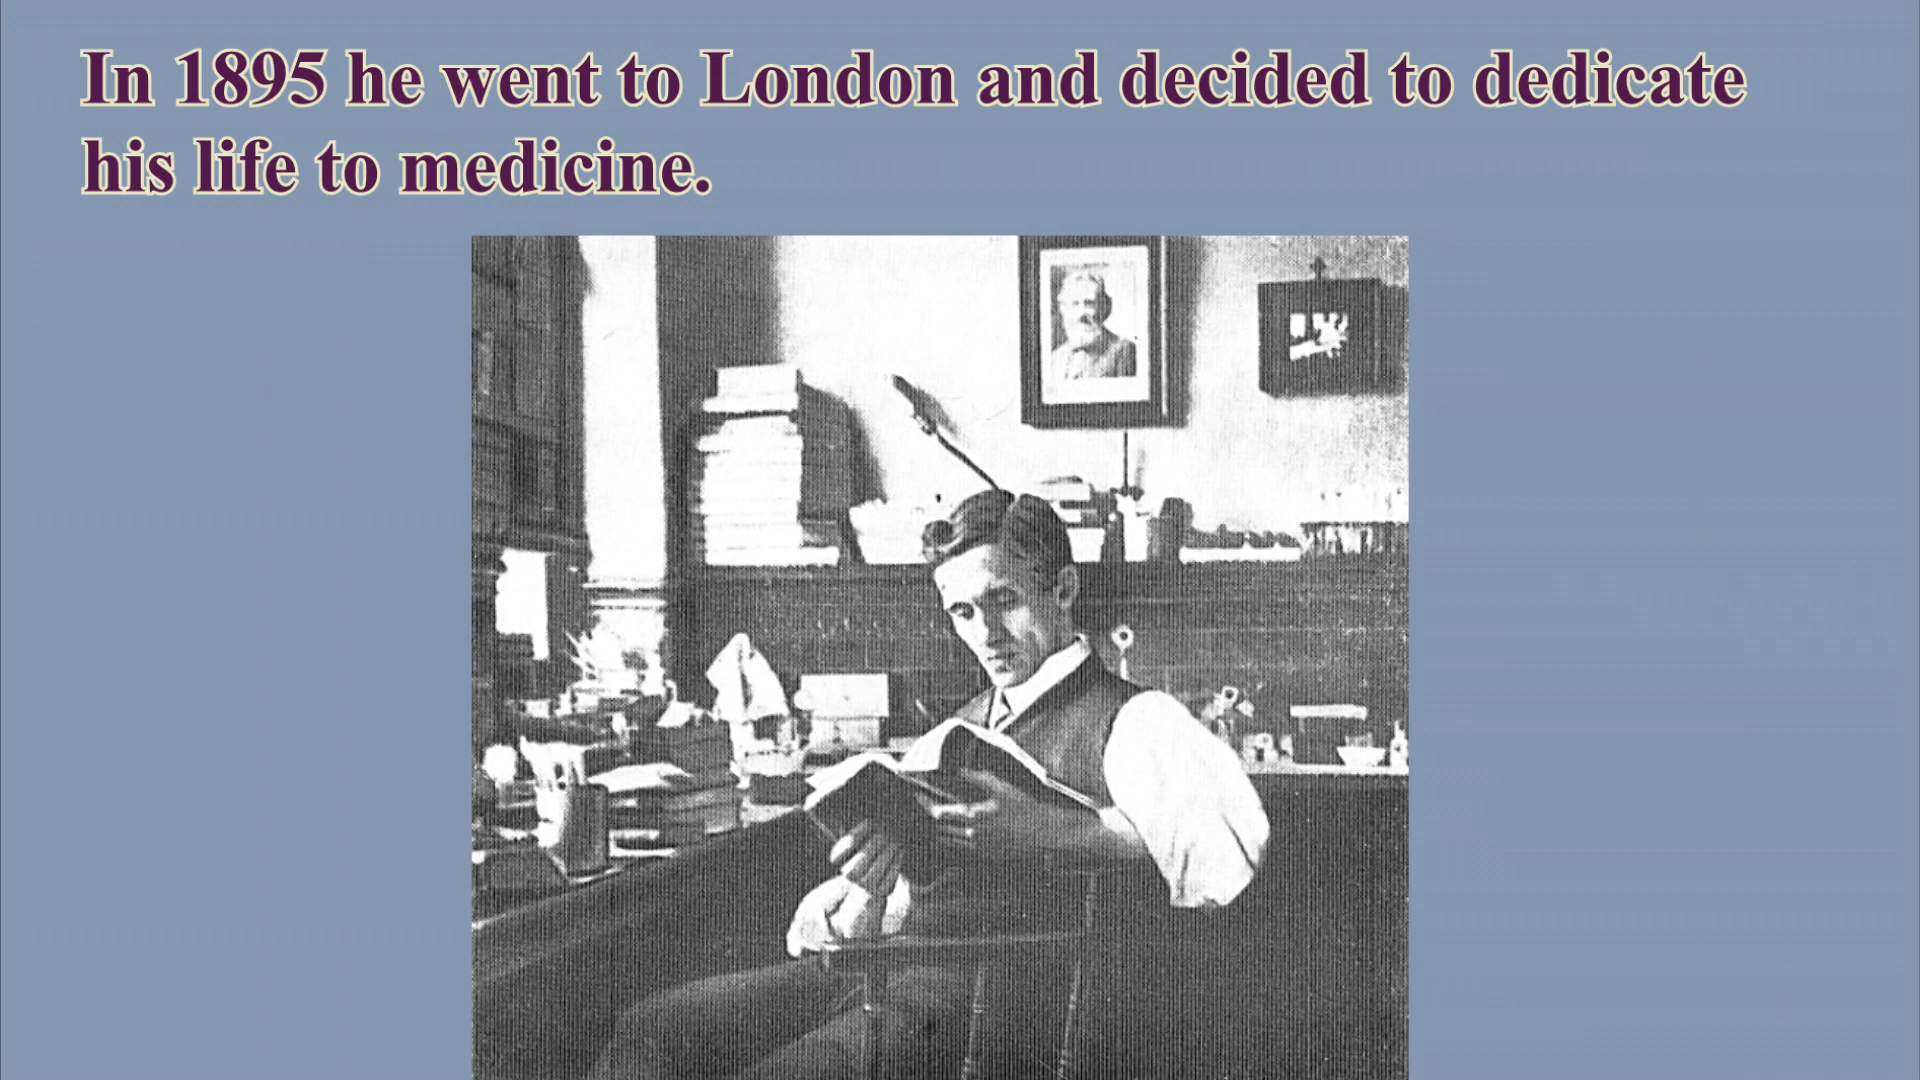 In 1895 he went to London and decided to dedicate
his life to medicine.